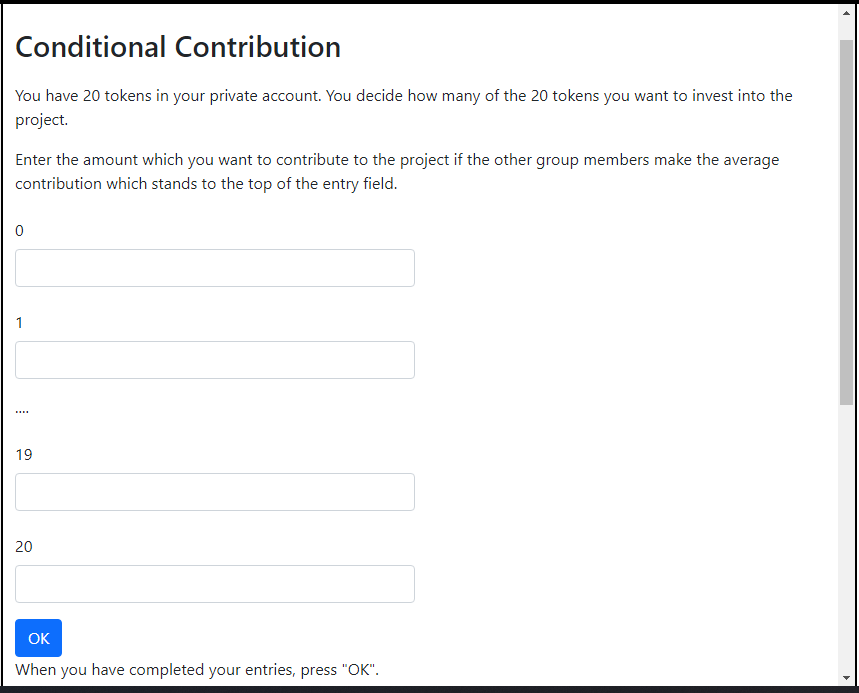 Conditional Contribution
You have 20 tokens in your private account. You decide how many of the 20 tokens you want to invest into the
project.
Enter the amount which you want to contribute to the project if the other group members make the average
contribution which stands to the top of the entry field.
0
1
....
19
20
OK
When you have completed your entries, press "OK".